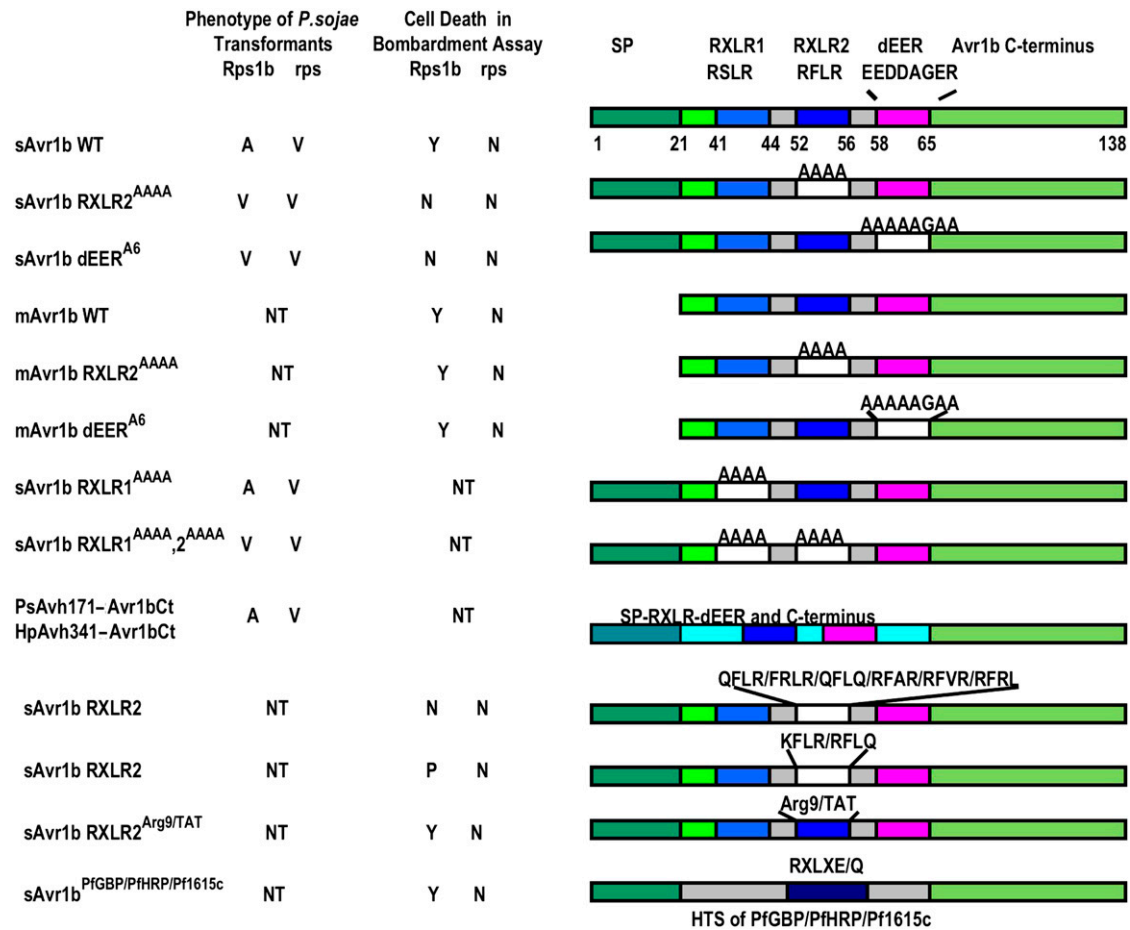 Phenotype of P.sojae Cell Death in
Transformants Bombardment Assay SP RXLR1 RXLR2 dEER Avr1b C-terminus
Rps1b rps Rps1b rps RSLR RFLR EEDDAGER
sAvr1b WT A V Y N 1 21 41 44 52 56 58 65 138
AAAA
sAvr1b RXLR2AAAA V V N N
AAAAAGAA
sAvr1b dEERA6 V V N N
mAvr1b WT NT Y N
AAAA
mAvr1b RXLR2AAAA NT Y N
AAAAAGAA
mAvr1b dEERA6 NT Y N
AAAA
sAvr1b RXLR1AAAA A V NT
AAAA AAAA
sAvr1b RXLR1AAAA,2AAAA V V NT
PsAvh171–Avr1bCt
A V NT SP-RXLR-dEER and C-terminus
HpAvh341–Avr1bCt
QFLR/FRLR/QFLQ/RFAR/RFVR/RFRL
sAvr1b RXLR2 NT N N
KFLR/RFLQ
sAvr1b RXLR2 NT P N
Arg9/TAT
sAvr1b RXLR2Arg9/TAT NT Y N
RXLXE/Q
sAvr1bPfGBP/PfHRP/Pf1615c NT Y N
HTS of PfGBP/PfHRP/Pf1615c